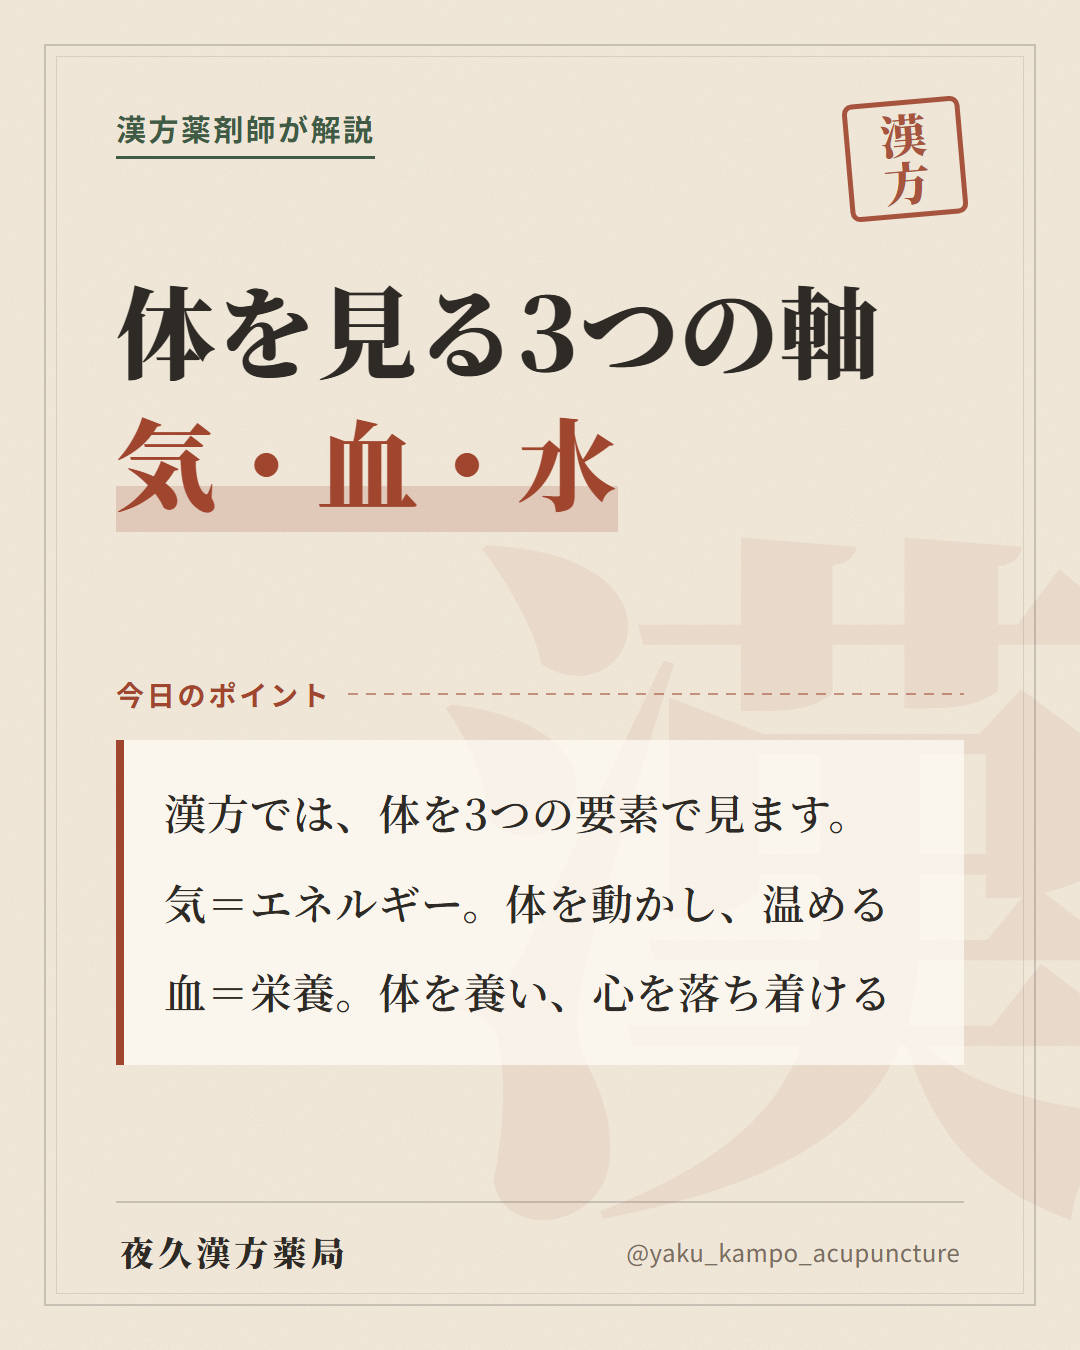 漢方薬剤師が解説
漢
方
体を見る3つの軸
気・血・水
今日のポイント
漢方では、体を3つの要素で見ます。
気＝エネルギー。体を動かし、温める
血＝栄養。体を養い、心を落ち着ける
漢
夜久漢方薬局
@yaku_kampo_acupuncture